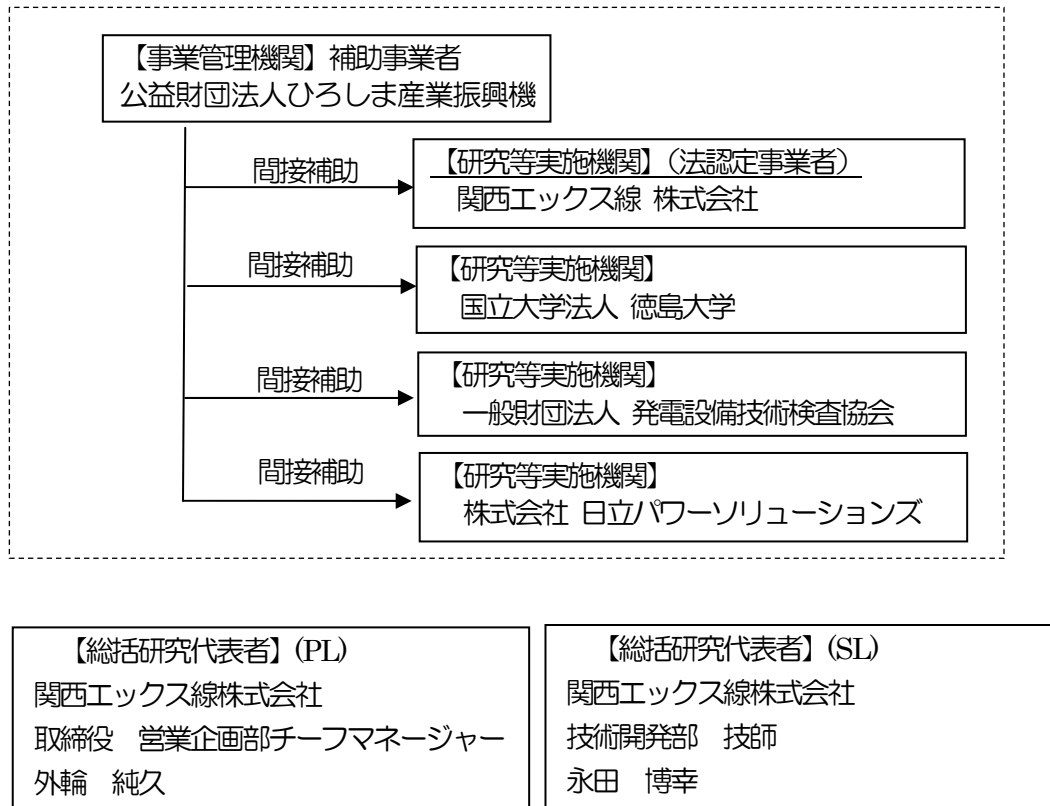 【事業管理機関】補助事業者
公益財団法人ひろしま産業振興機
間接補助
【研究等実施機関】（法認定事業者）
関西エックス線 株式会社
間接補助
【研究等実施機関】
国立大学法人 徳島大学
間接補助
【研究等実施機関】
一般財団法人 発電設備技術検査協会
間接補助
【研究等実施機関】
株式会社 日立パワーソリューションズ
【総括研究代表者】(PL)
関西エックス線株式会社
取締役　営業企画部チーフマネージャー
外輪　純久
【総括研究代表者】(SL)
関西エックス線株式会社
技術開発部　技師
永田　博幸